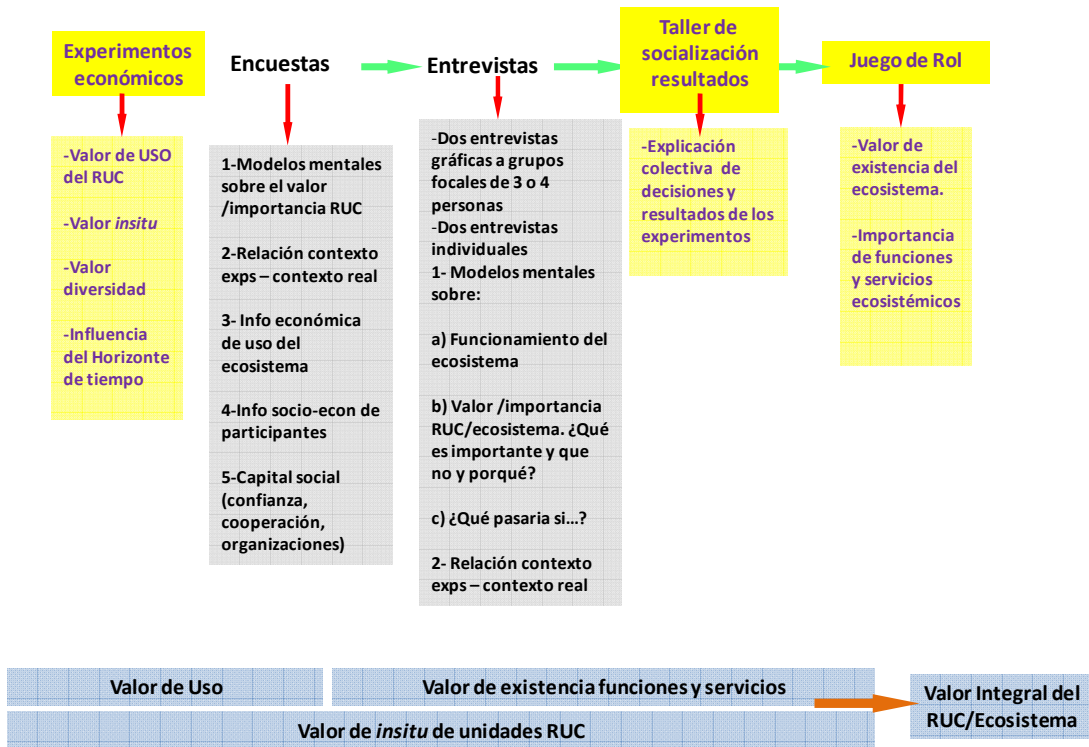 Experimentos
económicos
-Valor de USO
del RUC
-Valor insitu
-Valor
diversidad
-Influencia
del Horizonte
de tiempo
Encuestas
1-Modelos mentales
sobre el valor
/importancia RUC
2-Relación contexto
exps – contexto real
3- Info económica
de uso del
ecosistema
4-Info socio-econ de
participantes
5-Capital social
(confianza,
cooperación,
organizaciones)
Entrevistas
-Dos entrevistas
gráficas a grupos
focales de 3 o 4
personas
-Dos entrevistas
individuales
1- Modelos mentales
sobre:
a) Funcionamiento del
ecosistema
b) Valor /importancia
RUC/ecosistema. ¿Qué
es importante y que
no y porqué?
c) ¿Qué pasaria si...?
2- Relación contexto
exps – contexto real
Taller de
socialización
resultados
-Explicación
colectiva de
decisiones y
resultados de los
experimentos
Juego de Rol
-Valor de
existencia del
ecosistema.
-Importancia
de funciones
y servicios
ecosistémicos
Valor de Uso
Valor de existencia funciones y servicios
Valor de insitu de unidades RUC
Valor Integral del
RUC/Ecosistema